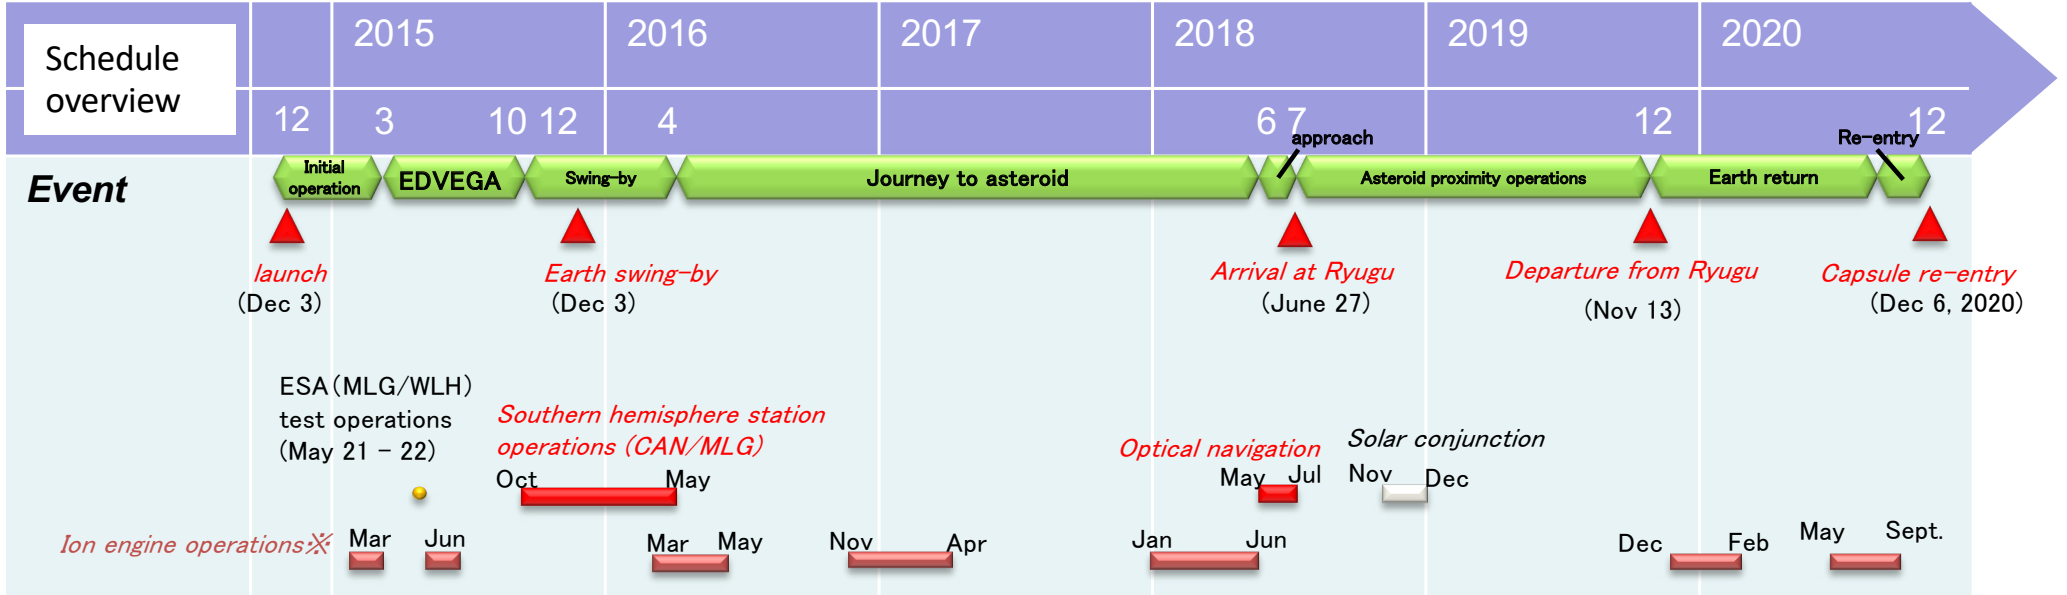 Schedule
overview
2015 2016 2017 2018 2019 2020
12 3 10 12 4 6 7 12 12
approach
Re-entry
Event
Initial
operation
EDVEGA
Swing-by
Journey to asteroid
Asteroid proximity operations
Earth return
launch
(Dec 3)
Earth swing-by
(Dec 3)
Arrival at Ryugu
(June 27)
Departure from Ryugu
(Nov 13)
Capsule re-entry
(Dec 6, 2020)
ESA(MLG/WLH)
test operations
(May 21 - 22)
Southern hemisphere station
operations (CAN/MLG)
Oct May
Optical navigation
May Jul
Solar conjunction
Nov Dec
Ion engine operations※
Mar Jun Mar May Nov Apr Jan Jun Dec Feb May Sept.